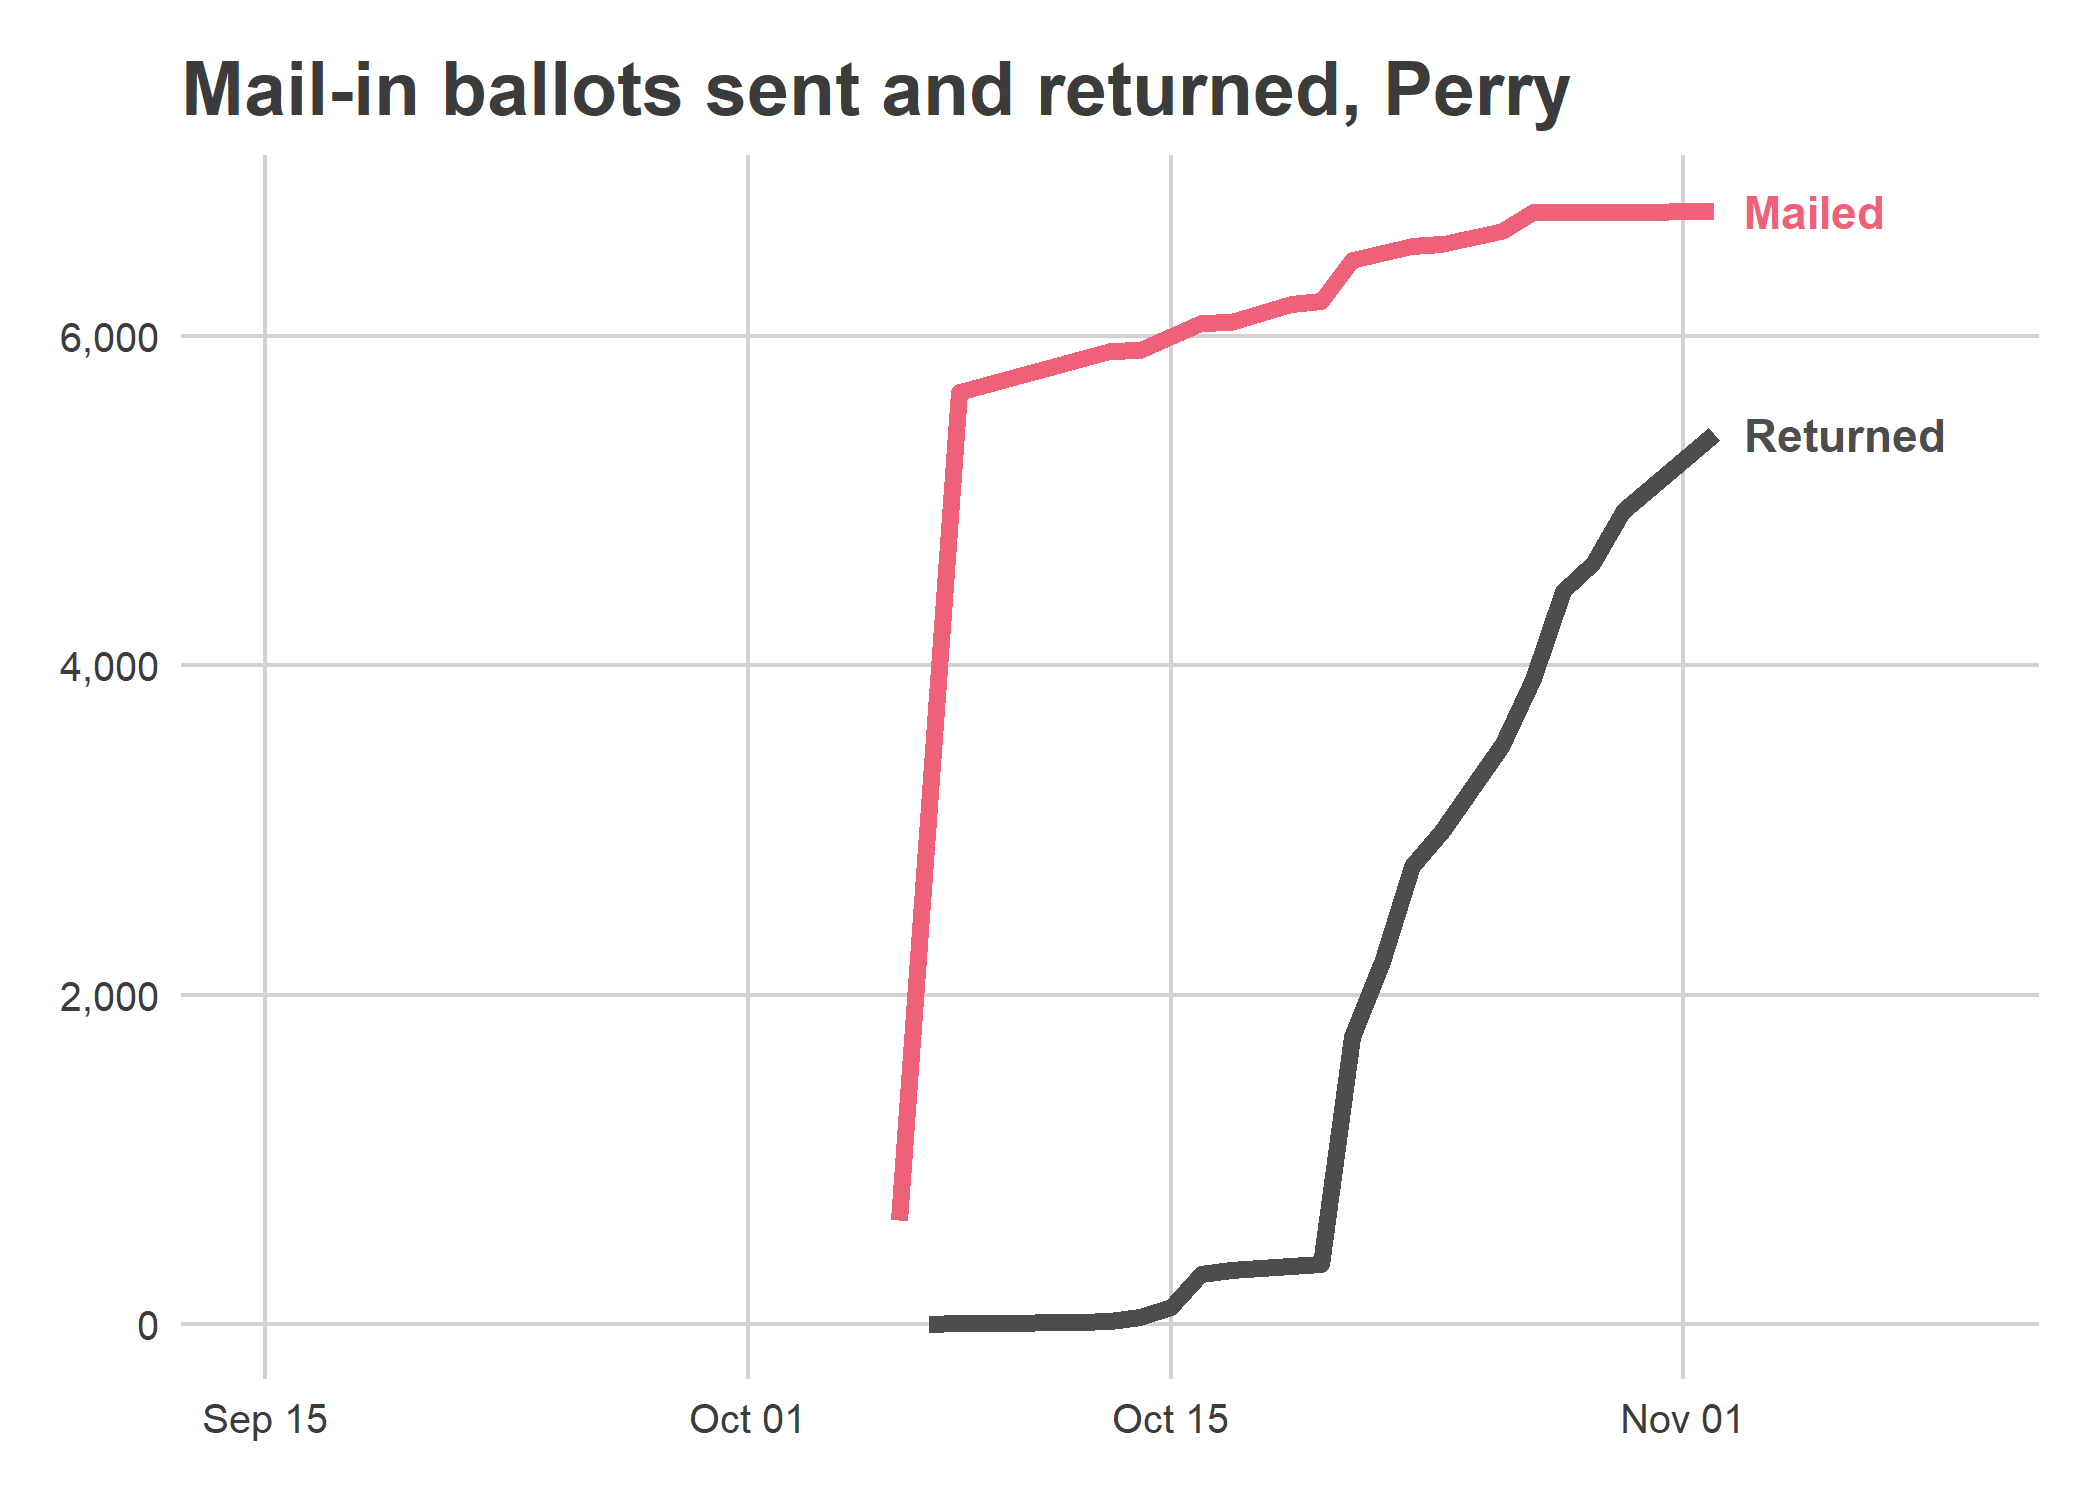 Mail-in ballots sent and returned, Perry
Mailed
6,000
Returned
4,000
2,000
0
Sep 15
Oct 01
Oct 15
Nov 01